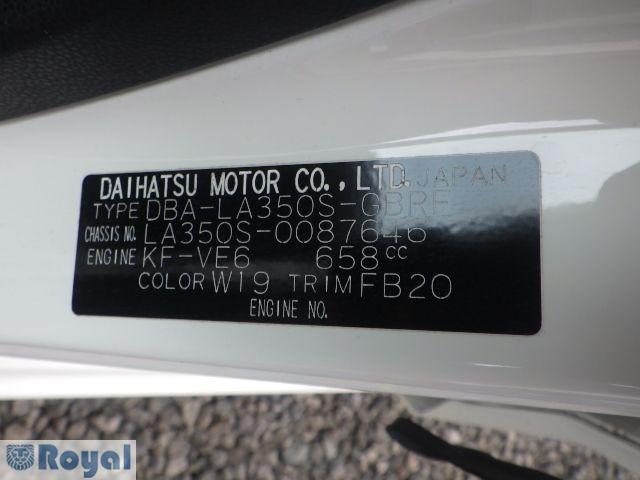 DAIHATSU MOTOR CO., LTD. JAPAN
TYPE DBA-LA350S-GBRF
CHASSIS NO. LA350S-0087646
ENGINE KF-VE6 658cc
COLOR W19 TRIM FB20
ENGINE NO.
Royal